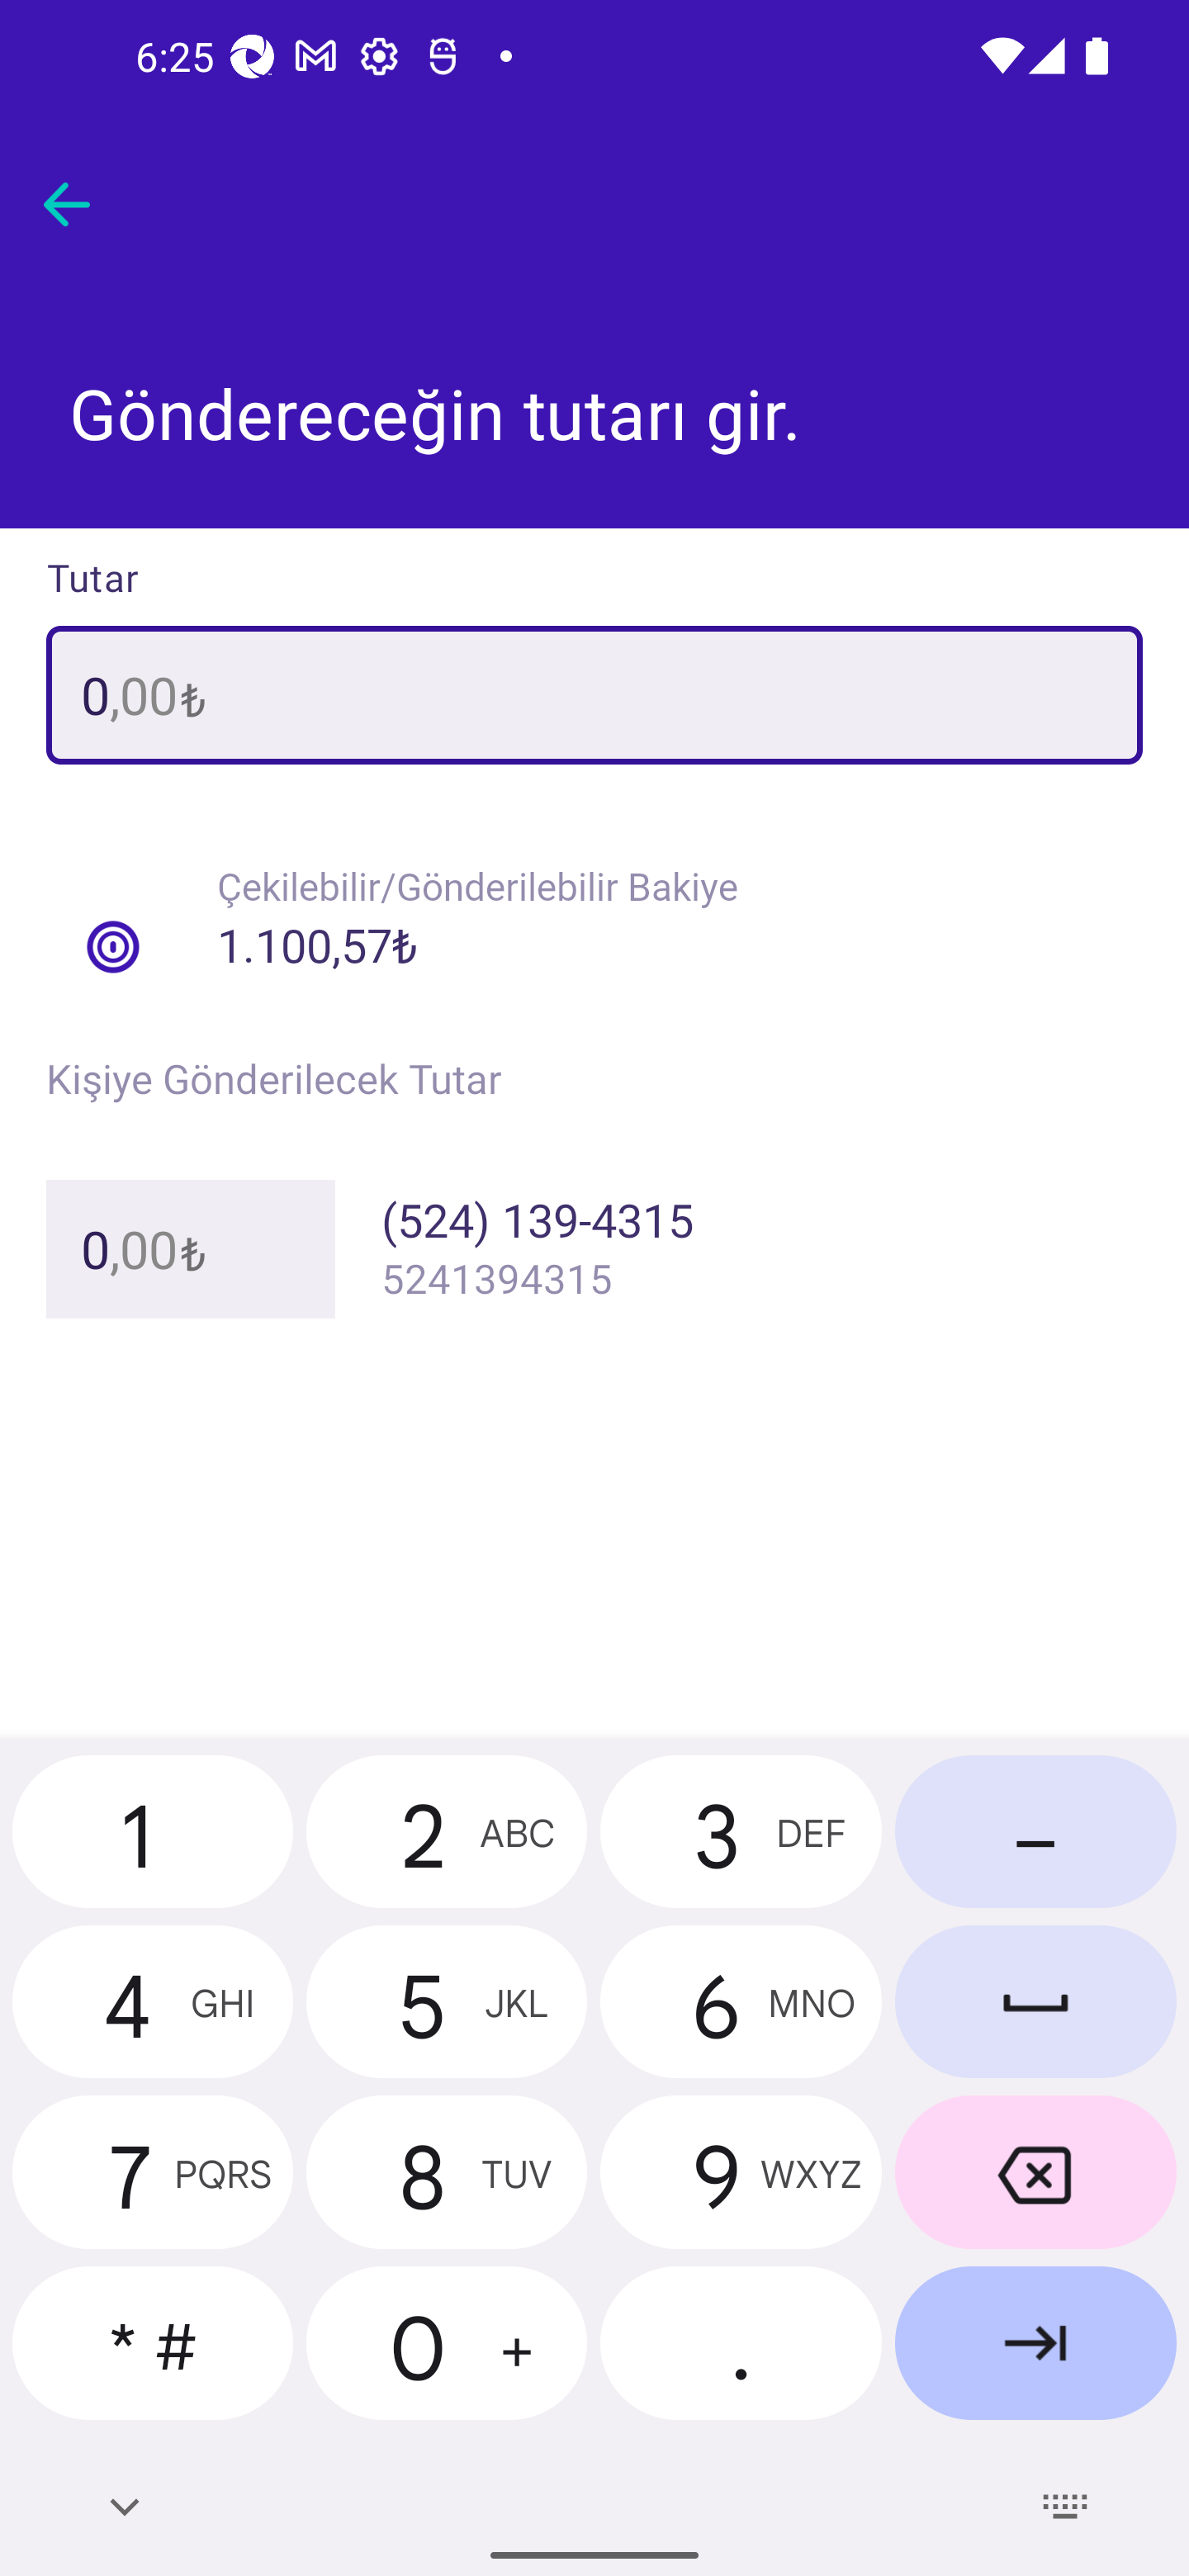 6:25
Göndereceğin tutarı gir.
Tutar
0,00₺
Çekilebilir/Gönderilebilir Bakiye
1.100,57₺
Kişiye Gönderilecek Tutar
0,00₺
(524) 139-4315
5241394315
1
2 ABC
3 DEF
–
4 GHI
5 JKL
6 MNO
7 PQRS
8 TUV
9 WXYZ
* #
0 +
.